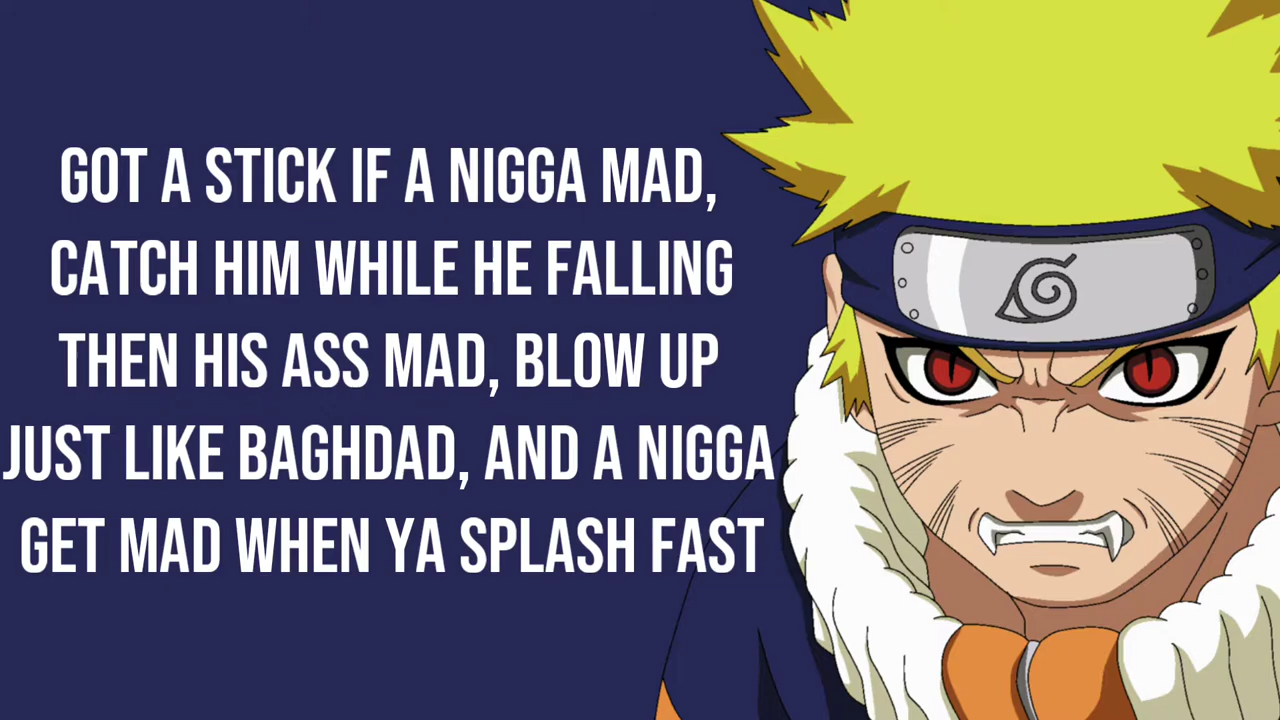 GOT A STICK IF A NIGGA MAD,
CATCH HIM WHILE HE FALLING
THEN HIS ASS MAD, BLOW UP
JUST LIKE BAGHDAD, AND A NIGGA
GET MAD WHEN YA SPLASH FAST